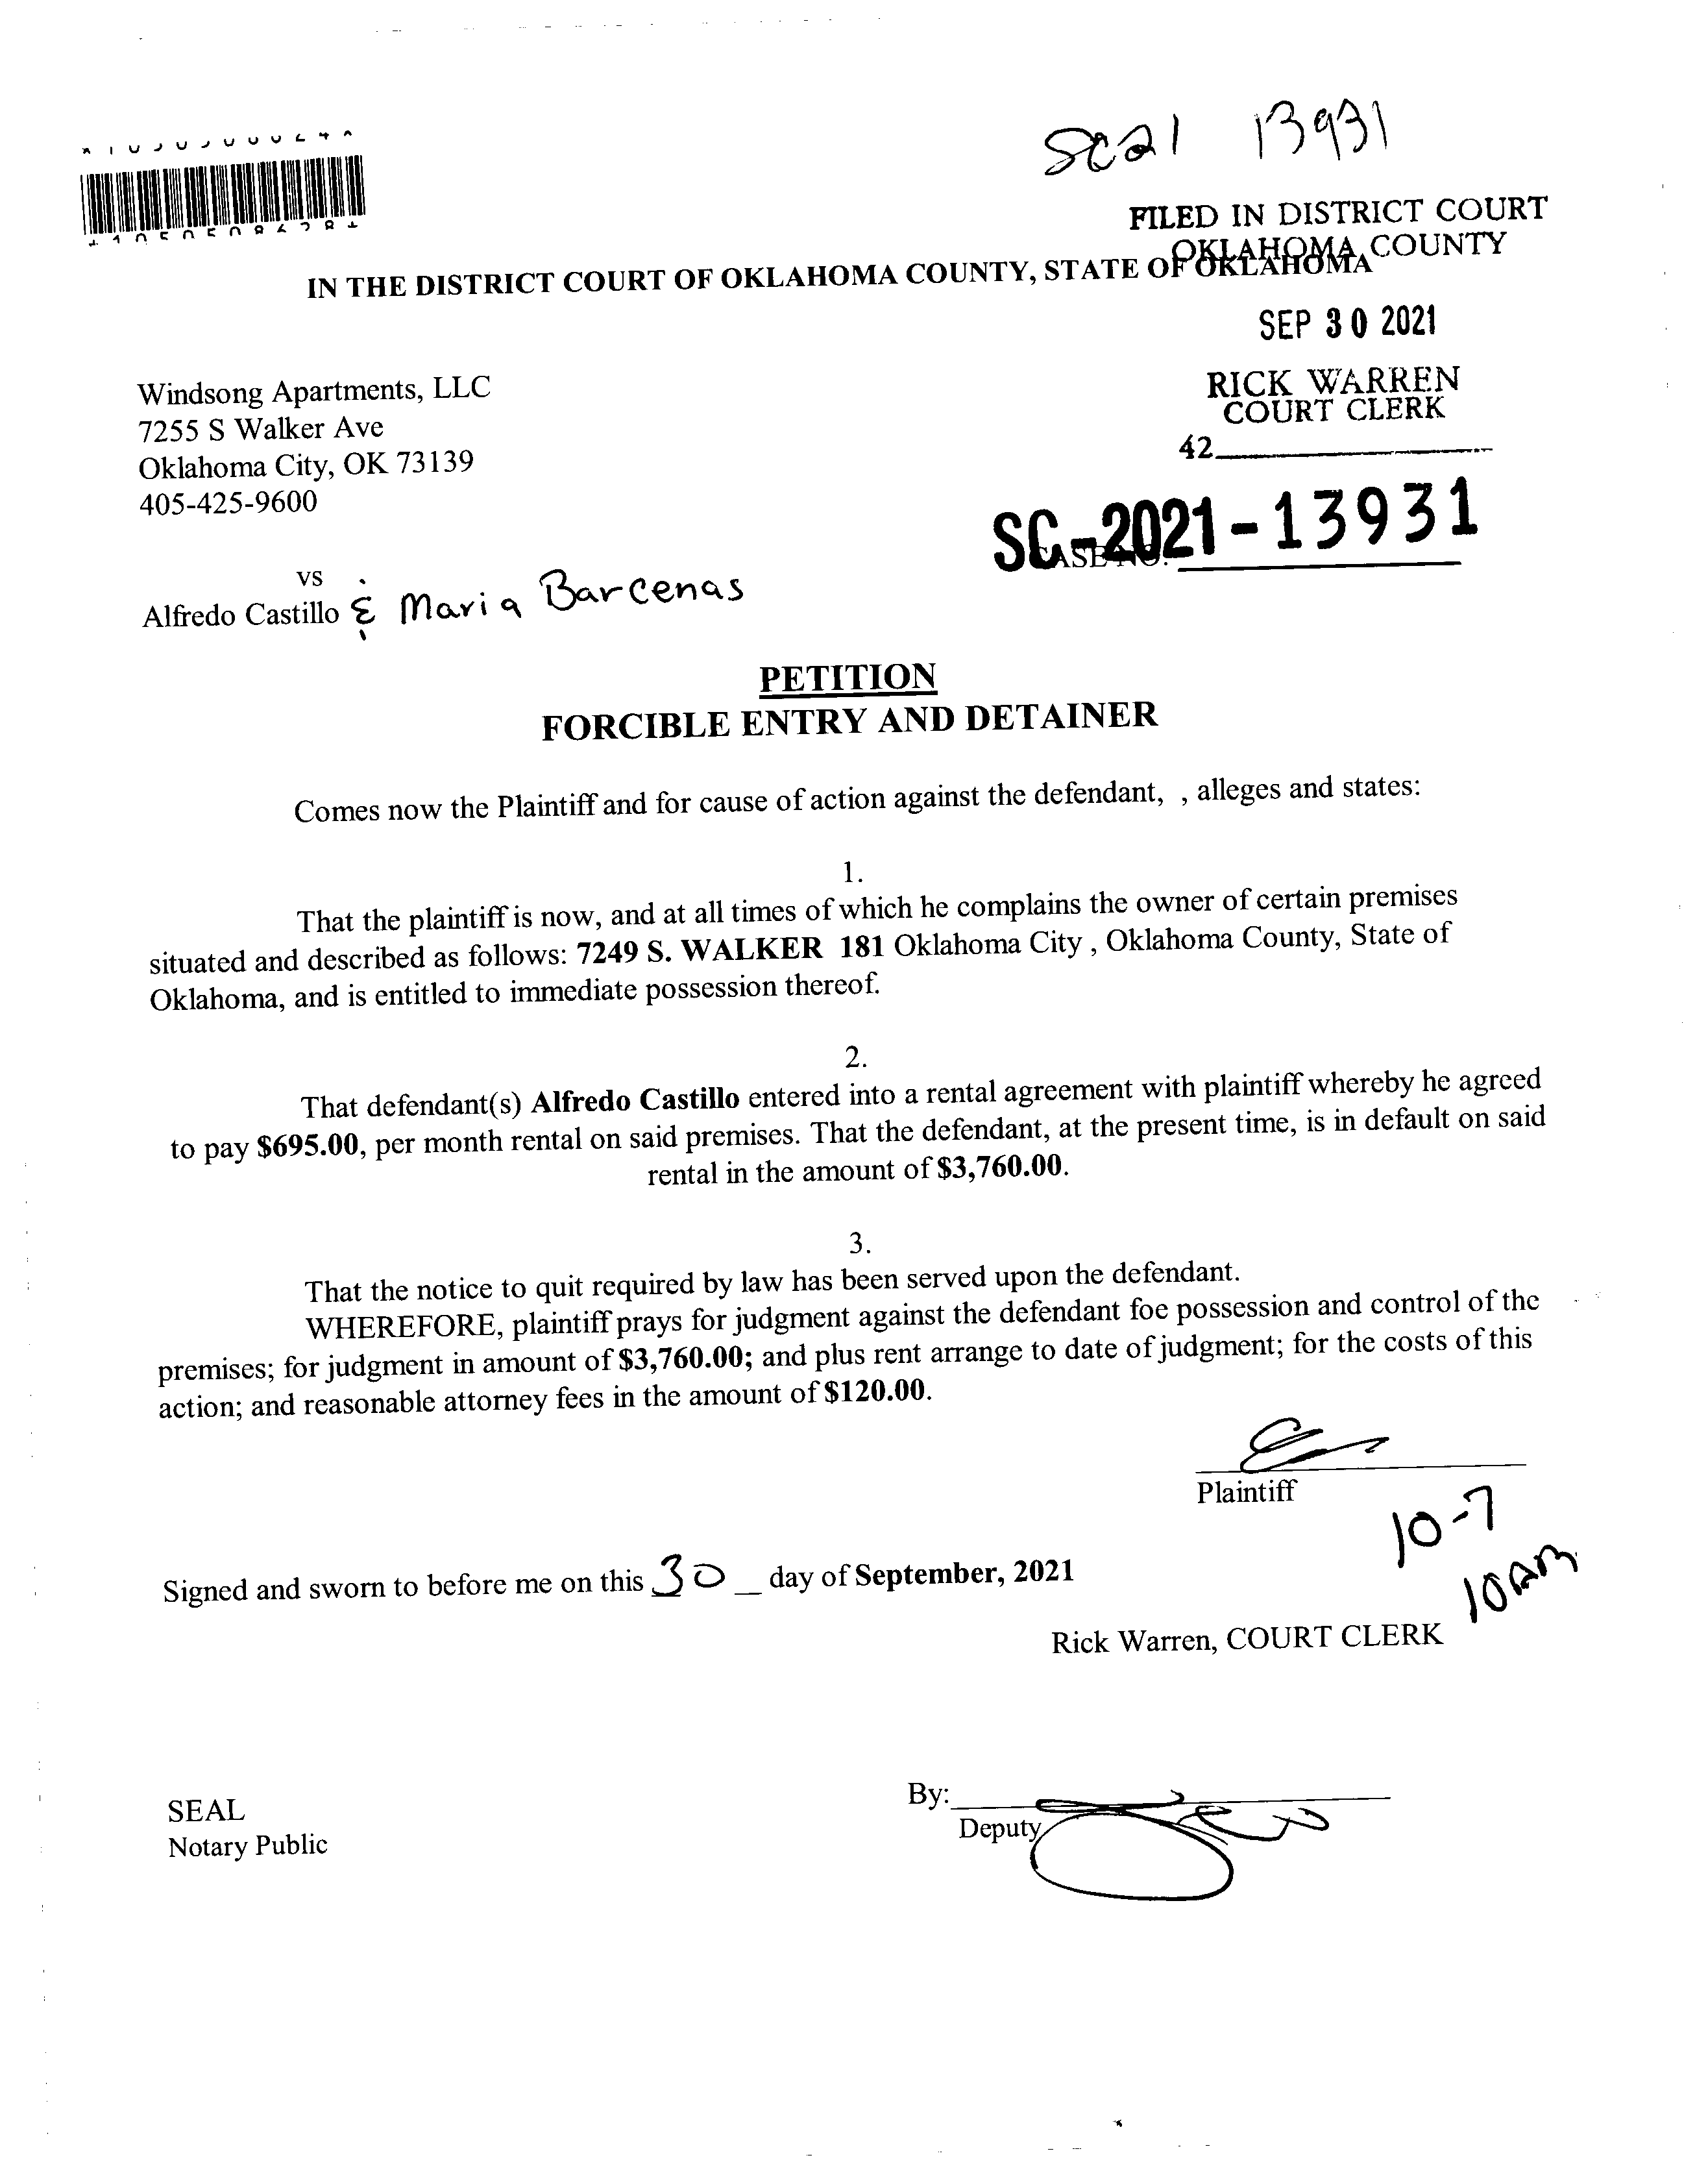 SC21 13931
FILED IN DISTRICT COURT
OKLAHOMA COUNTY
IN THE DISTRICT COURT OF OKLAHOMA COUNTY, STATE OF OKLAHOMA
SEP 30 2021
RICK WARREN
COURT CLERK
42
Windsong Apartments, LLC
7255 S Walker Ave
Oklahoma City, OK 73139
405-425-9600
SC-2021-13931
CASE NO.
vs
Alfredo Castillo & Maria Barcenas
PETITION
FORCIBLE ENTRY AND DETAINER
Comes now the Plaintiff and for cause of action against the defendant, , alleges and states:
1.
That the plaintiff is now, and at all times of which he complains the owner of certain premises
situated and described as follows: 7249 S. WALKER 181 Oklahoma City , Oklahoma County, State of
Oklahoma, and is entitled to immediate possession thereof.
2.
That defendant(s) Alfredo Castillo entered into a rental agreement with plaintiff whereby he agreed
to pay $695.00, per month rental on said premises. That the defendant, at the present time, is in default on said
rental in the amount of $3,760.00.
3.
That the notice to quit required by law has been served upon the defendant.
WHEREFORE, plaintiff prays for judgment against the defendant foe possession and control of the
premises; for judgment in amount of $3,760.00; and plus rent arrange to date of judgment; for the costs of this
action; and reasonable attorney fees in the amount of $120.00.
Plaintiff
10-7
10AM
Signed and sworn to before me on this 30 _ day of September, 2021
Rick Warren, COURT CLERK
SEAL
Notary Public
By:
Deputy